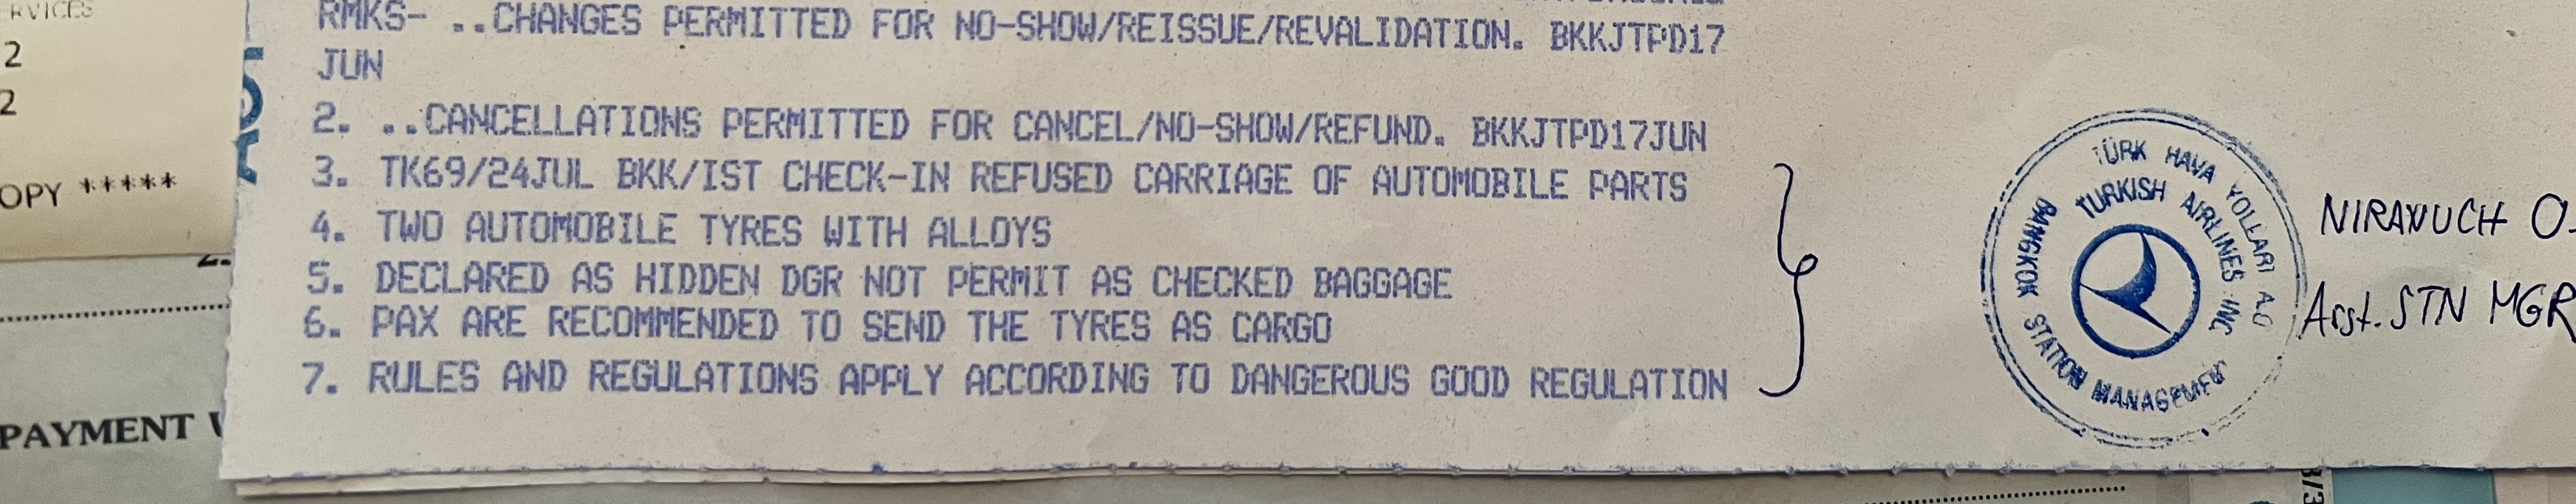 RVICES
2
2
OPY *****
PAYMENT
RMKS- ..CHANGES PERMITTED FOR NO-SHOW/REISSUE/REVALIDATION. BKKJTPD17
JUN
2. ..CANCELLATIONS PERMITTED FOR CANCEL/NO-SHOW/REFUND. BKKJTPD17JUN
3. TK69/24JUL BKK/IST CHECK-IN REFUSED CARRIAGE OF AUTOMOBILE PARTS
4. TWO AUTOMOBILE TYRES WITH ALLOYS
5. DECLARED AS HIDDEN DGR NOT PERMIT AS CHECKED BAGGAGE
6. PAX ARE RECOMMENDED TO SEND THE TYRES AS CARGO
7. RULES AND REGULATIONS APPLY ACCORDING TO DANGEROUS GOOD REGULATION
TÜRK HAVA YOLLARI A.O
TURKISH AIRLINES INC
BANGKOK STATION MANAGEMENT
NIRANUCH O.
Asst. STN MGR